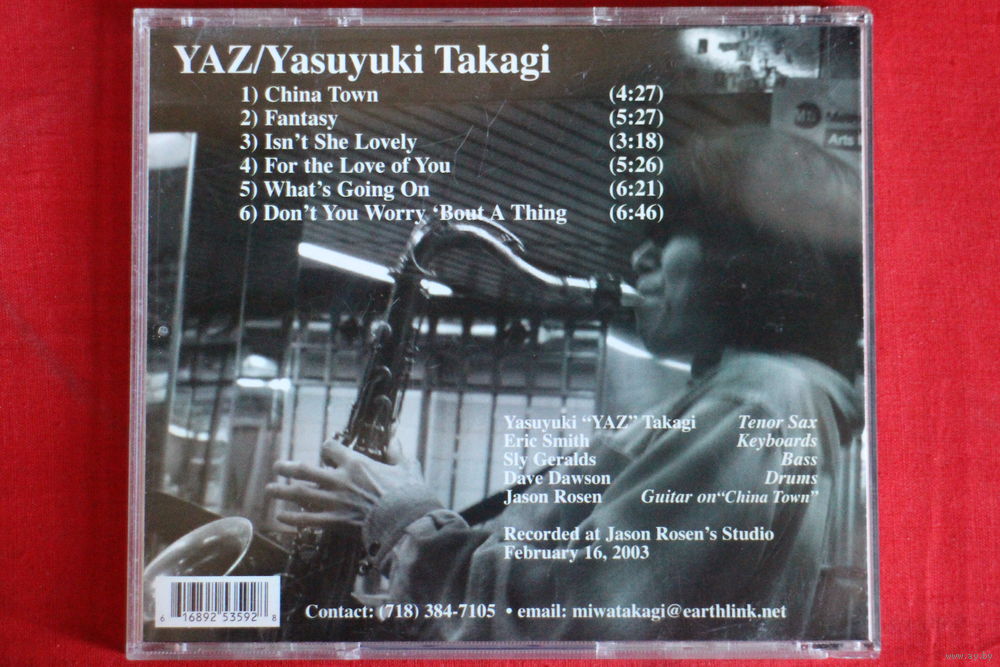 YAZ/Yasuyuki Takagi
1) China Town (4:27)
2) Fantasy (5:27)
3) Isn't She Lovely (3:18)
4) For the Love of You (5:26)
5) What's Going On (6:21)
6) Don't You Worry ‘Bout A Thing (6:46)
Arts
Yasuyuki “YAZ” Takagi Tenor Sax
Eric Smith Keyboards
Sly Geralds Bass
Dave Dawson Drums
Jason Rosen Guitar on “China Town”
Recorded at Jason Rosen's Studio
February 16, 2003
6 16892 53592 8
Contact: (718) 384-7105 • email: miwatakagi@earthlink.net
www.ay.by